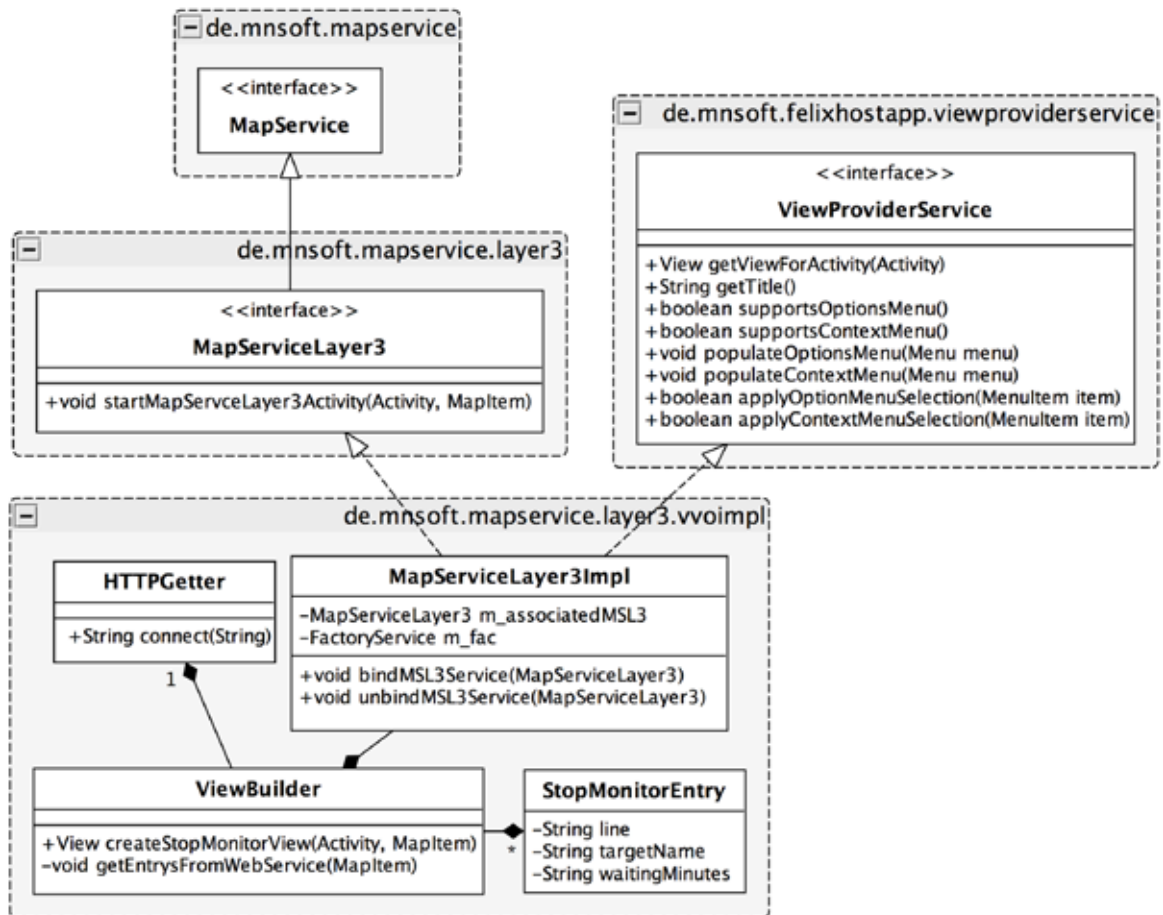 de.mnsoft.mapservice
<<interface>>
MapService
de.mnsoft.felixhostapp.viewproviderservice
<<interface>>
ViewProviderService
+View getViewForActivity(Activity)
+String getTitle()
+boolean supportsOptionsMenu()
+boolean supportsContextMenu()
+void populateOptionsMenu(Menu menu)
+void populateContextMenu(Menu menu)
+boolean applyOptionMenuSelection(MenuItem item)
+boolean applyContextMenuSelection(MenuItem item)
de.mnsoft.mapservice.layer3
<<interface>>
MapServiceLayer3
+void startMapServceLayer3Activity(Activity, MapItem)
de.mnsoft.mapservice.layer3.vvoimpl
HTTPGetter
+String connect(String)
1
MapServiceLayer3Impl
-MapServiceLayer3 m_associatedMSL3
-FactoryService m_fac
+void bindMSL3Service(MapServiceLayer3)
+void unbindMSL3Service(MapServiceLayer3)
ViewBuilder
+View createStopMonitorView(Activity, MapItem)
-void getEntrysFromWebService(MapItem)
*
StopMonitorEntry
-String line
-String targetName
-String waitingMinutes